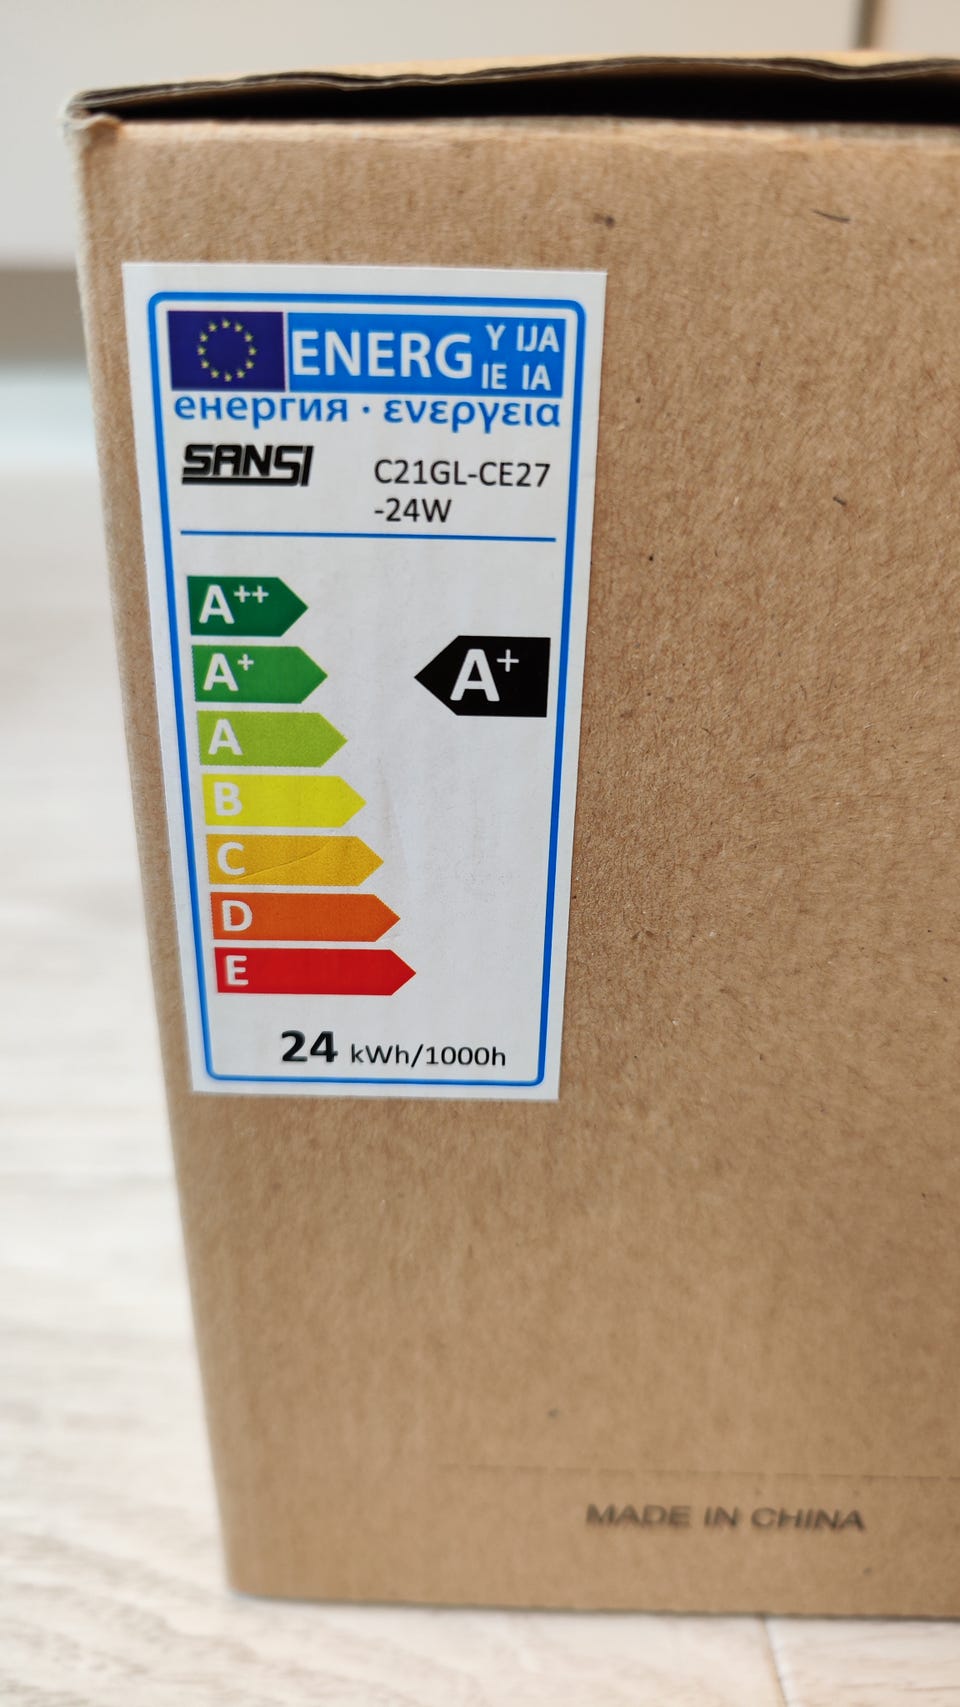 ENERG Y IJA
IE IA
енергия · ενεργεια
SANSI C21GL-CE27
-24W
A++
A+
A+
A
B
C
D
E
24 kWh/1000h
MADE IN CHINA